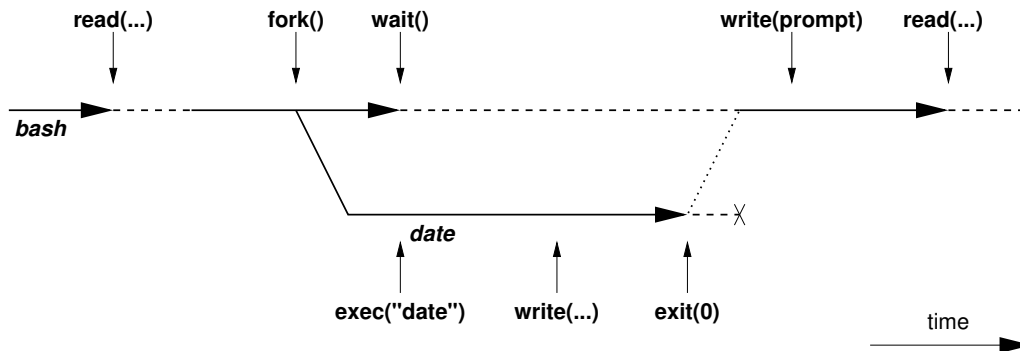 read(...) fork() wait() write(prompt) read(...)
bash
date
exec("date") write(...) exit(0)
time